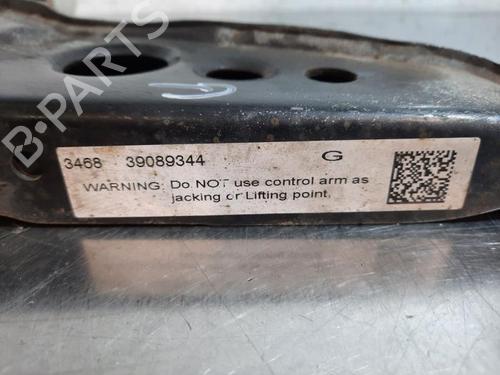 B-PARTS
3468 39089344 G
WARNING: Do NOT use control arm as
jacking or Lifting point.